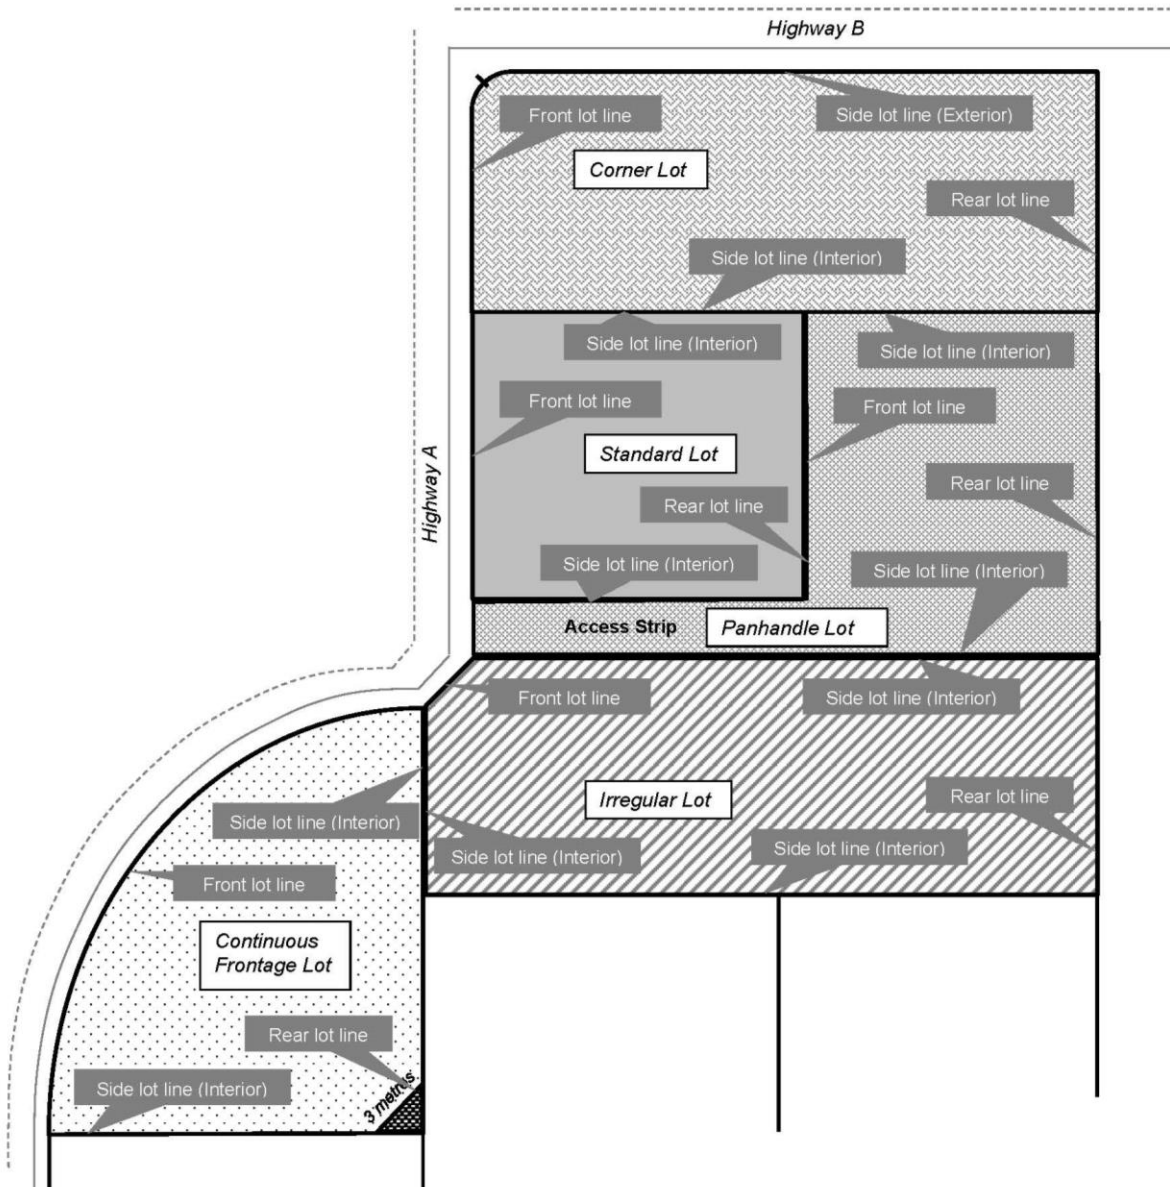 Highway B
Front lot line
Side lot line (Exterior)
Corner Lot
Rear lot line
Side lot line (Interior)
Side lot line (Interior)
Side lot line (Interior)
Front lot line
Front lot line
Highway A
Standard Lot
Rear lot line
Rear lot line
Side lot line (Interior)
Side lot line (Interior)
Access Strip
Panhandle Lot
Front lot line
Side lot line (Interior)
Irregular Lot
Rear lot line
Side lot line (Interior)
Side lot line (Interior)
Side lot line (Interior)
Front lot line
Continuous
Frontage Lot
Rear lot line
Side lot line (Interior)
3 metres